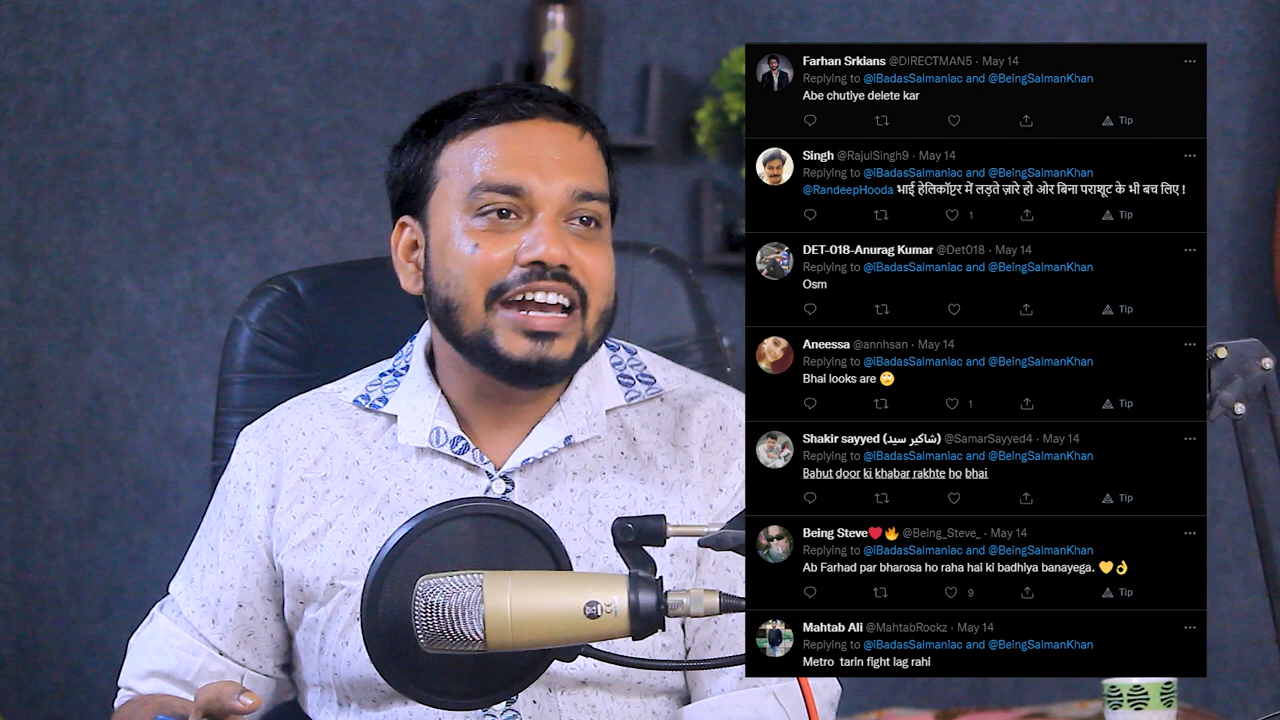 Farhan Srkians @DIRECTMAN5 · May 14
Replying to @iBadasSalmaniac and @BeingSalmanKhan
Abe chutiye delete kar
Tip
Singh @RajulSingh9 · May 14
Replying to @iBadasSalmaniac and @BeingSalmanKhan
@RandeepHooda भाई हेलिकॉप्टर में लड़ते ज़ारे हो ओर बिना पराशूट के भी बच लिए !
1 Tip
DET-018-Anurag Kumar @Det018 · May 14
Replying to @iBadasSalmaniac and @BeingSalmanKhan
Osm
Tip
Aneessa @annhsan · May 14
Replying to @iBadasSalmaniac and @BeingSalmanKhan
Bhai looks are 🙄
1 Tip
Shakir sayyed (شاكير سيد) @SamarSayyed4 · May 14
Replying to @iBadasSalmaniac and @BeingSalmanKhan
Bahut door ki khabar rakhte ho bhai
Tip
Being Steve❤️🔥 @Being_Steve_ · May 14
Replying to @iBadasSalmaniac and @BeingSalmanKhan
Ab Farhad par bharosa ho raha hai ki badhiya banayega. 💛👌
9 Tip
Mahtab Ali @MahtabRockz · May 14
Replying to @iBadasSalmaniac and @BeingSalmanKhan
Metro tarin fight lag rahi